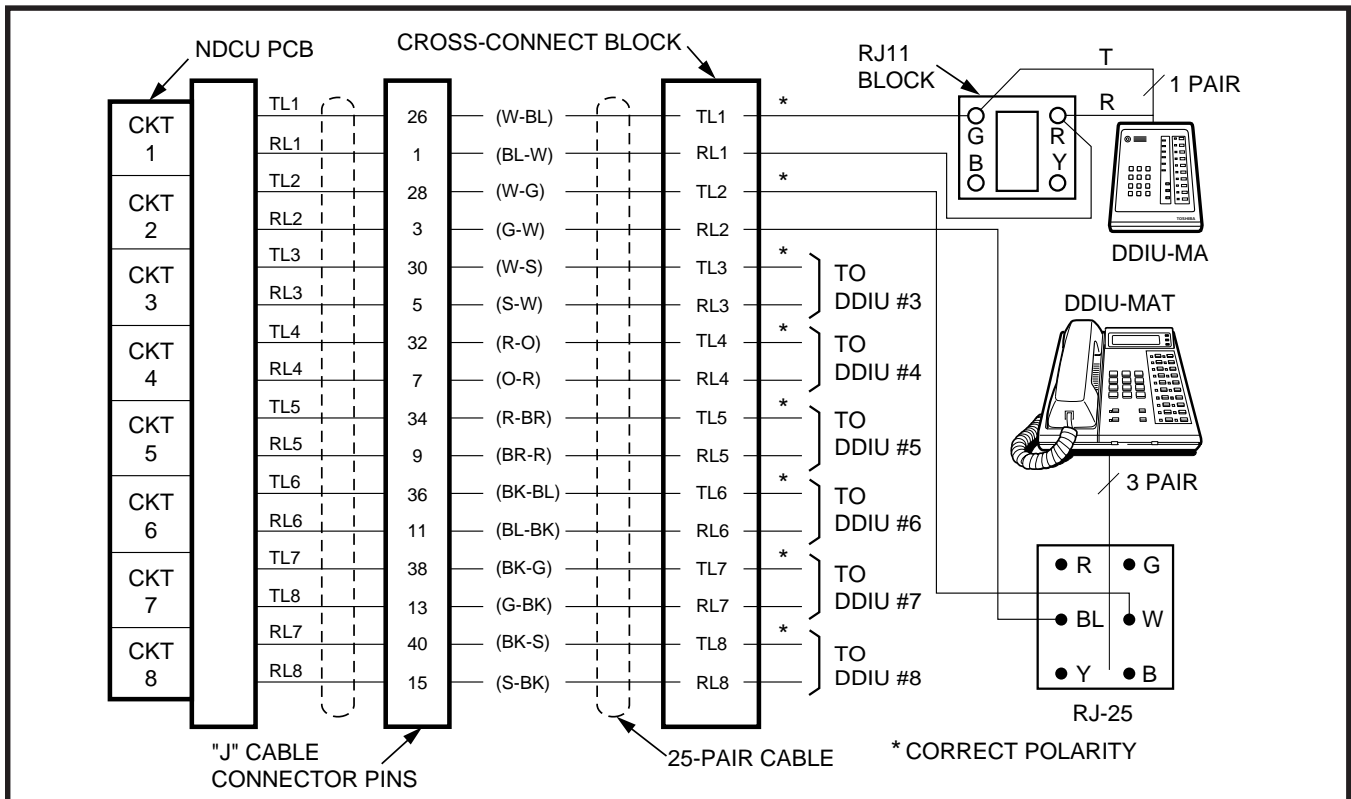 NDCU PCB
CROSS-CONNECT BLOCK
RJ11
BLOCK
T
1 PAIR
R
G
R
B
Y
TOSHIBA
DDIU-MA
CKT
1
CKT
2
CKT
3
CKT
4
CKT
5
CKT
6
CKT
7
CKT
8
TL1 26 (W-BL) TL1 *
RL1 1 (BL-W) RL1
TL2 28 (W-G) TL2 *
RL2 3 (G-W) RL2
TL3 30 (W-S) TL3 *
RL3 5 (S-W) RL3
TO
DDIU #3
TL4 32 (R-O) TL4 *
RL4 7 (O-R) RL4
TO
DDIU #4
TL5 34 (R-BR) TL5 *
RL5 9 (BR-R) RL5
TO
DDIU #5
TL6 36 (BK-BL) TL6 *
RL6 11 (BL-BK) RL6
TO
DDIU #6
TL7 38 (BK-G) TL7 *
TL8 13 (G-BK) RL7
TO
DDIU #7
RL7 40 (BK-S) TL8 *
RL8 15 (S-BK) RL8
TO
DDIU #8
DDIU-MAT
3 PAIR
R G
BL W
Y B
RJ-25
"J" CABLE
CONNECTOR PINS
25-PAIR CABLE
* CORRECT POLARITY